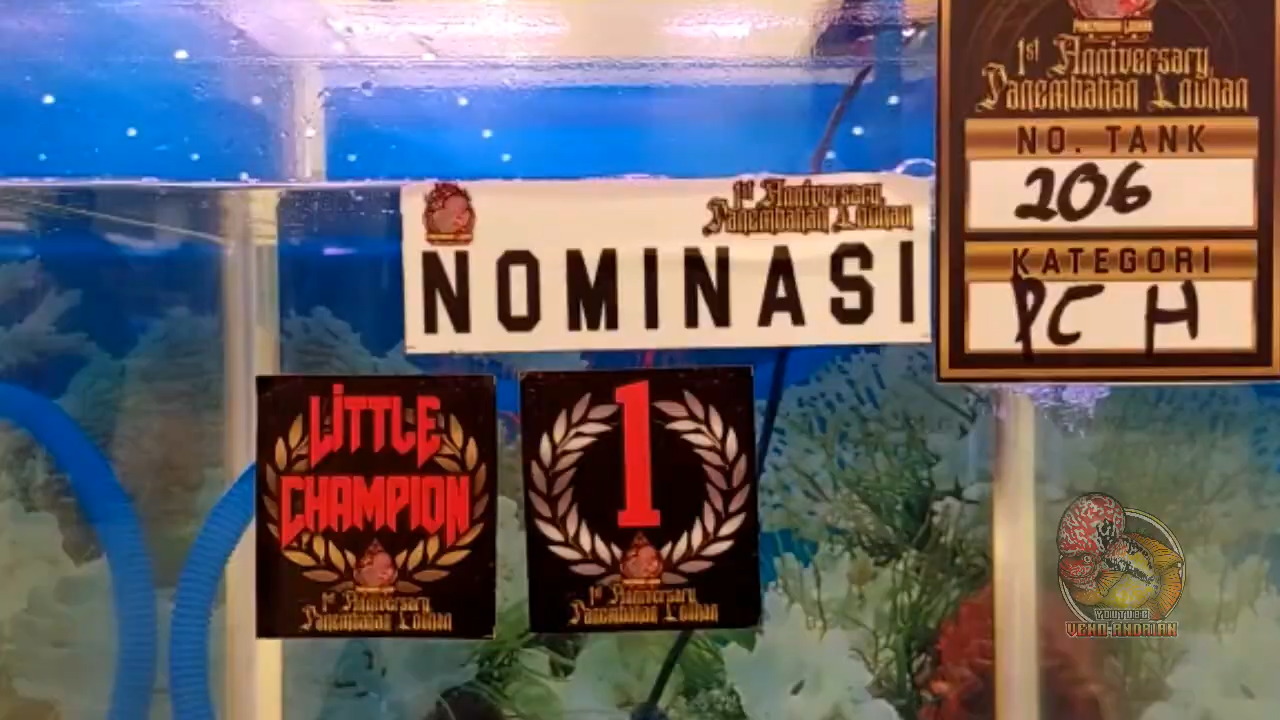 1st Anniversary
Panembahan Louhan
NO. TANK
206
KATEGORI
PC H
1st Anniversary
Panembahan Louhan
NOMINASI
LITTLE
CHAMPION
1st Anniversary
Panembahan Louhan
1
1st Anniversary
Panembahan Louhan
YOUTUBE
VENO-ANDRIAN